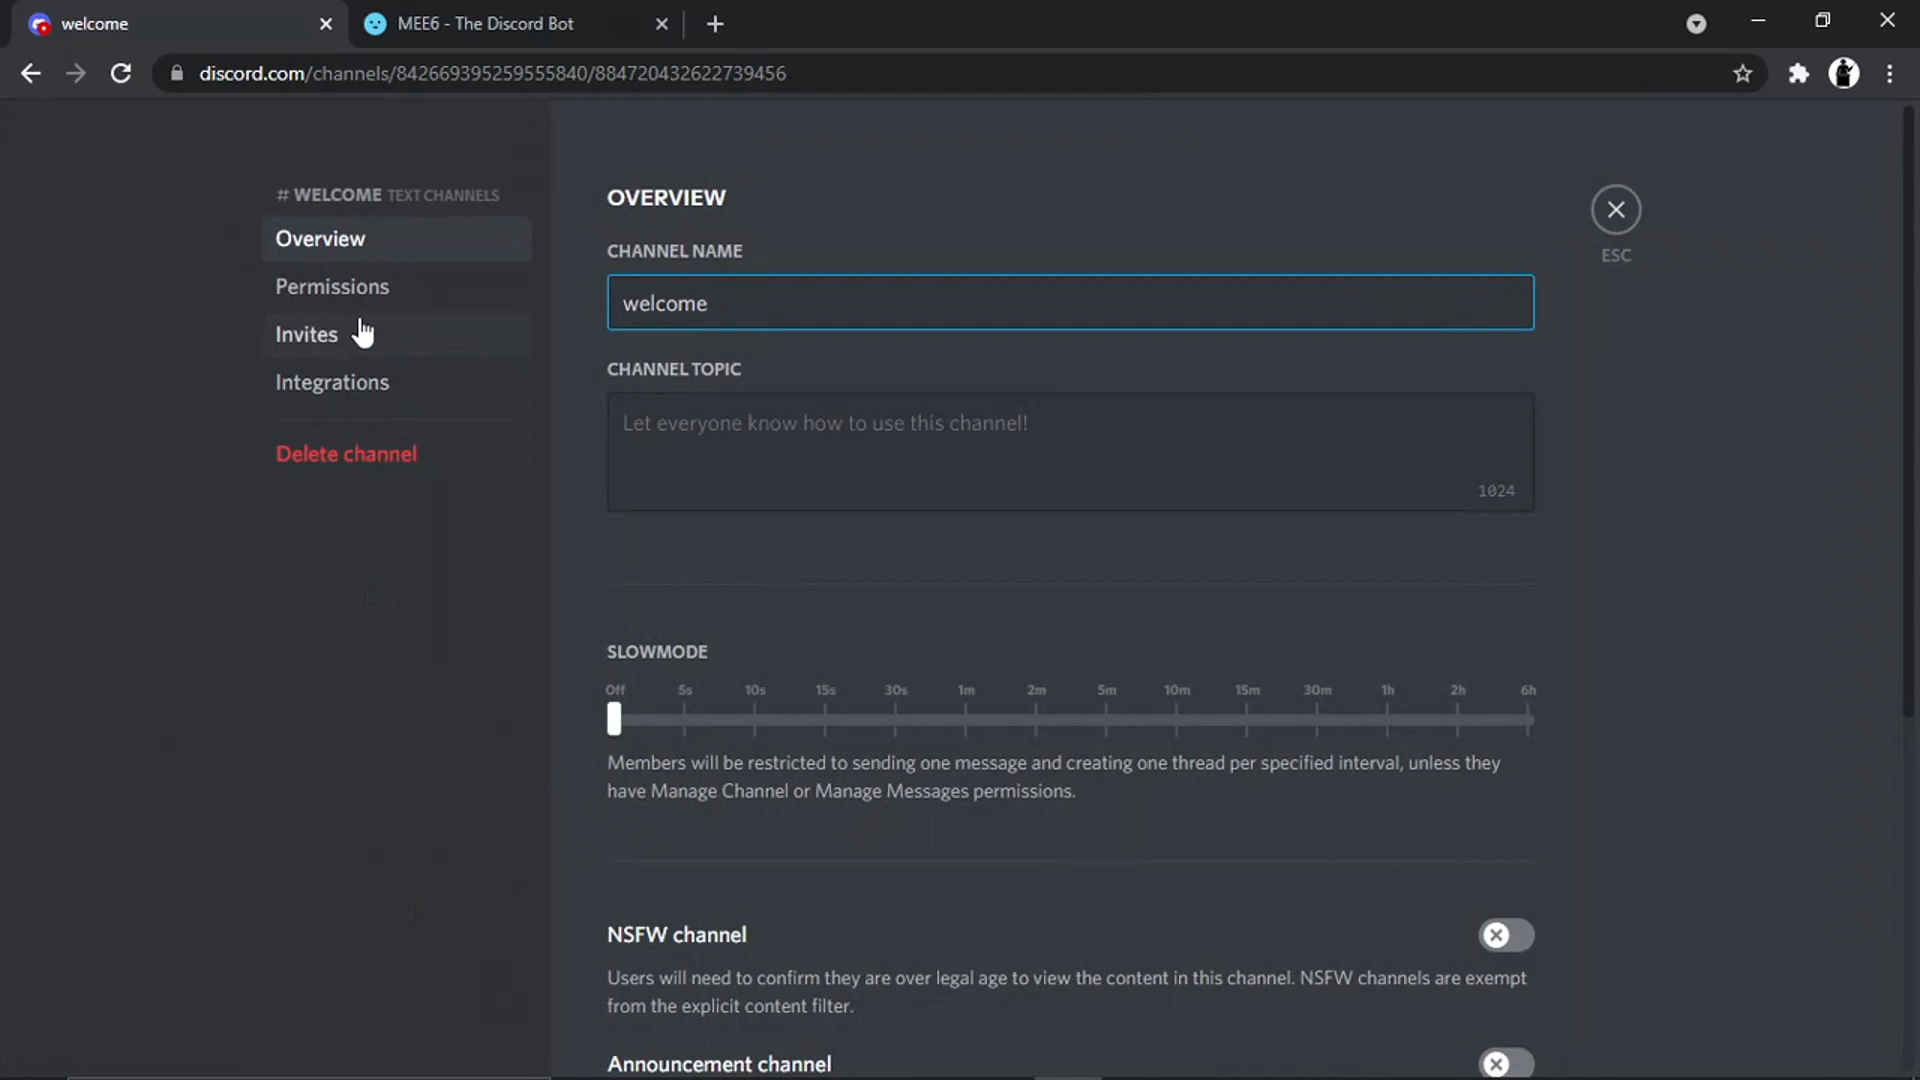 welcome
MEE6 - The Discord Bot
discord.com/channels/842669395259555840/884720432622739456
# WELCOME TEXT CHANNELS
Overview
Permissions
Invites
Integrations
Delete channel
OVERVIEW
ESC
CHANNEL NAME
welcome
CHANNEL TOPIC
Let everyone know how to use this channel!
1024
SLOWMODE
Off 5s 10s 15s 30s 1m 2m 5m 10m 15m 30m 1h 2h 6h
Members will be restricted to sending one message and creating one thread per specified interval, unless they
have Manage Channel or Manage Messages permissions.
NSFW channel
Users will need to confirm they are over legal age to view the content in this channel. NSFW channels are exempt
from the explicit content filter.
Announcement channel